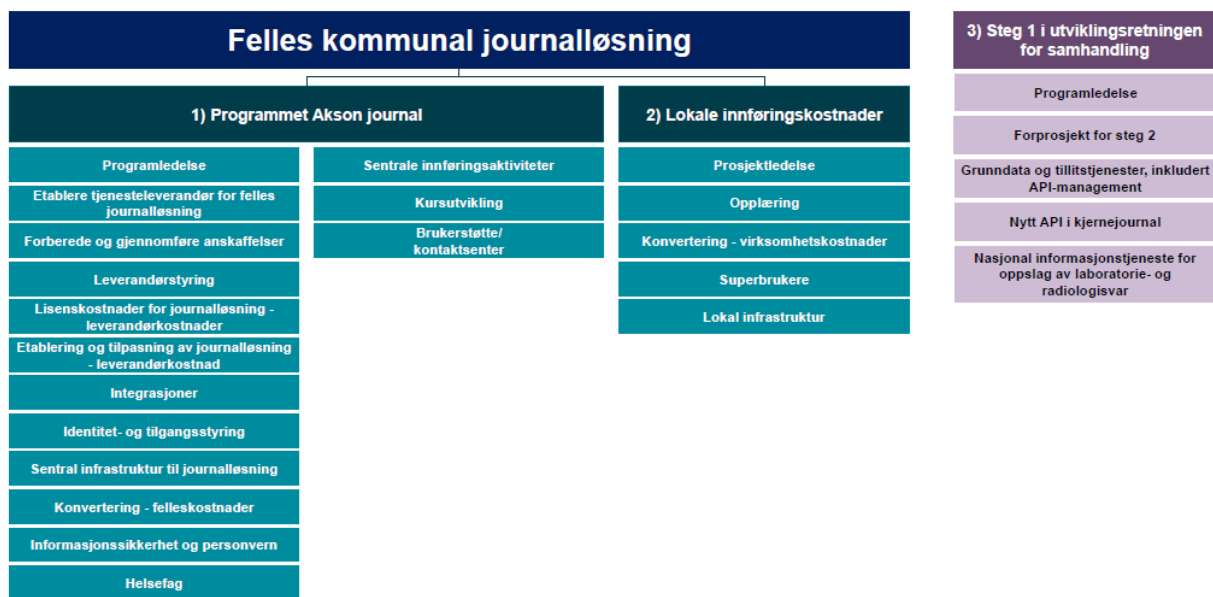 Felles kommunal journalløsning
1) Programmet Akson journal
Programledelse
Etablere tjenesteleverandør for felles
journalløsning
Forberede og gjennomføre anskaffelser
Leverandørstyring
Lisenskostnader for journalløsning -
leverandørkostnader
Etablering og tilpasning av journalløsning
- leverandørkostnad
Integrasjoner
Identitet- og tilgangsstyring
Sentral infrastruktur til journalløsning
Konvertering - felleskostnader
Informasjonssikkerhet og personvern
Helsefag
Sentrale innføringsaktiviteter
Kursutvikling
Brukerstøtte/
kontaktsenter
2) Lokale innføringskostnader
Prosjektledelse
Opplæring
Konvertering - virksomhetskostnader
Superbrukere
Lokal infrastruktur
3) Steg 1 i utviklingsretningen
for samhandling
Programledelse
Forprosjekt for steg 2
Grunndata og tillitstjenester, inkludert
API-management
Nytt API i kjernejournal
Nasjonal informasjonstjeneste for
oppslag av laboratorie- og
radiologisvar